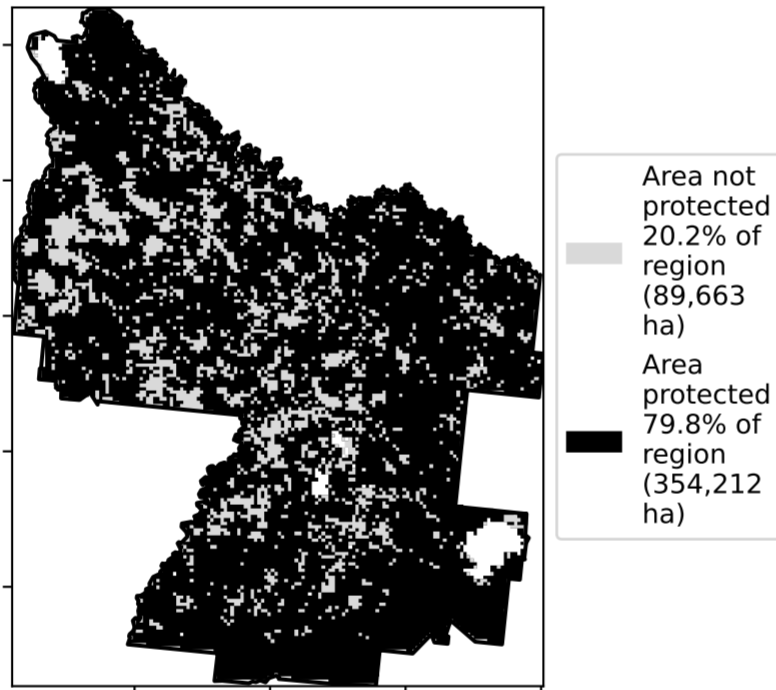 Area not
protected
20.2% of
region
(89,663
ha)
Area
protected
79.8% of
region
(354,212
ha)